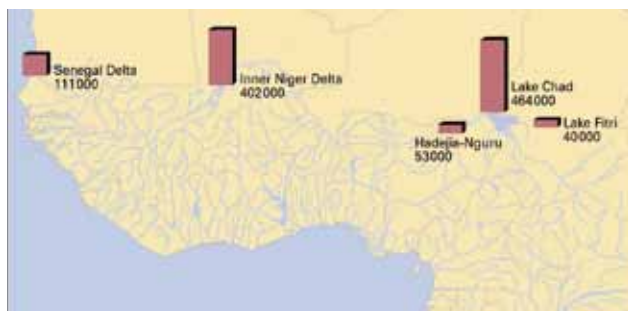 Senegal Delta
111000
Inner Niger Delta
402000
Lake Chad
464000
Hadejia-Nguru
53000
Lake Fitri
40000